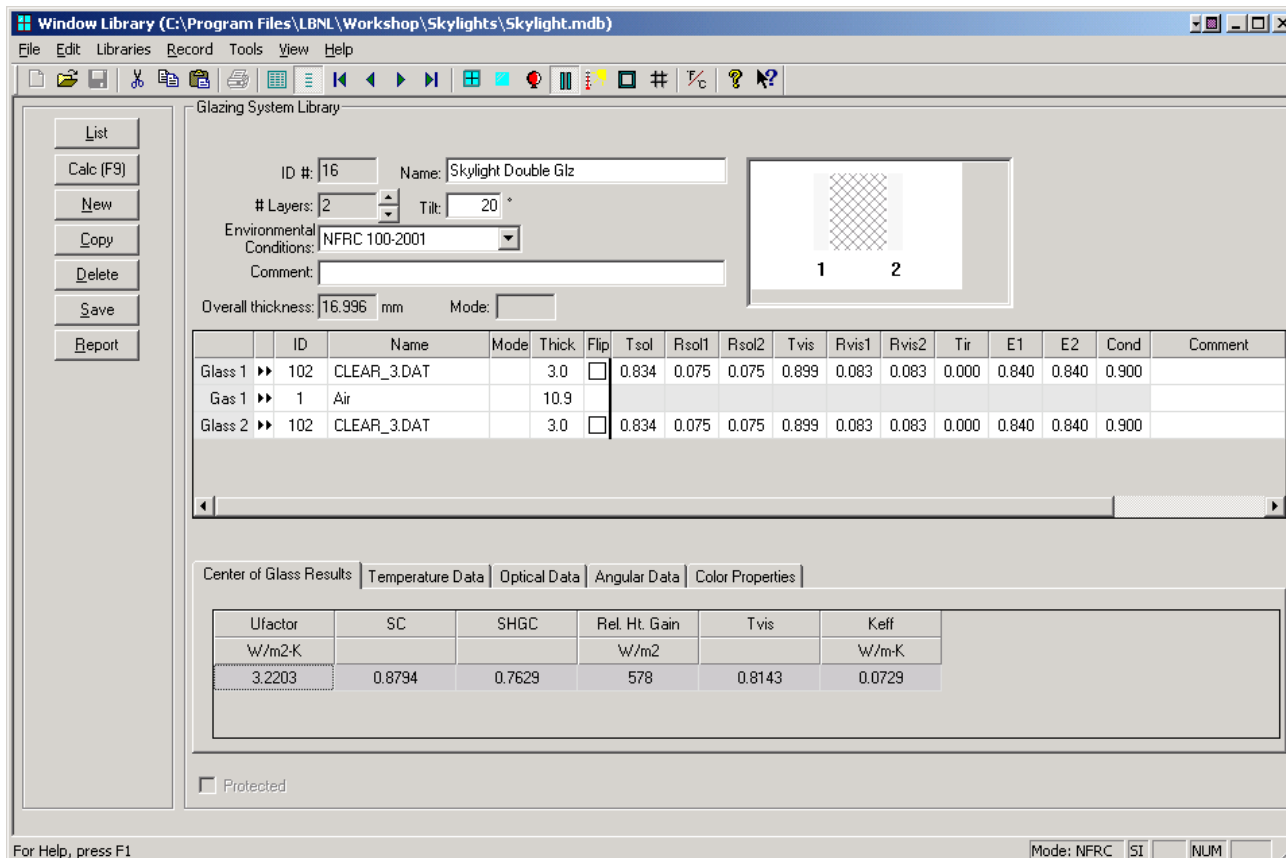 Window Library (C:\Program Files\LBNL\Workshop\Skylights\Skylight.mdb)
File Edit Libraries Record Tools View Help
°F/°C ? ?
List
Calc (F9)
New
Copy
Delete
Save
Report
Glazing System Library
ID #: 16 Name: Skylight Double Glz
# Layers: 2 Tilt: 20 °
Environmental Conditions: NFRC 100-2001
Comment:
Overall thickness: 16.996 mm Mode:
1 2
ID Name Mode Thick Flip Tsol Rsol1 Rsol2 Tvis Rvis1 Rvis2 Tir E1 E2 Cond Comment
Glass 1 102 CLEAR_3.DAT 3.0 0.834 0.075 0.075 0.899 0.083 0.083 0.000 0.840 0.840 0.900
Gas 1 1 Air 10.9
Glass 2 102 CLEAR_3.DAT 3.0 0.834 0.075 0.075 0.899 0.083 0.083 0.000 0.840 0.840 0.900
Center of Glass Results Temperature Data Optical Data Angular Data Color Properties
Ufactor SC SHGC Rel. Ht. Gain Tvis Keff
W/m2-K W/m2 W/m-K
3.2203 0.8794 0.7629 578 0.8143 0.0729
Protected
For Help, press F1
Mode: NFRC SI NUM